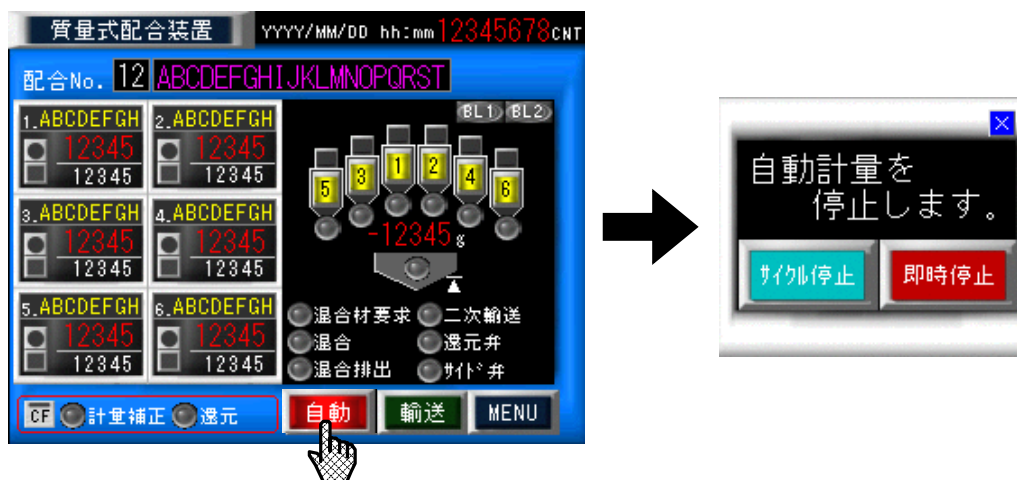 質量式配合装置 YYYY/MM/DD hh:mm 12345678CNT
配合No. 12 ABCDEFGHIJKLMNOPQRST
BL1 BL2
1.ABCDEFGH 2.ABCDEFGH
12345 12345
12345 12345
3.ABCDEFGH 4.ABCDEFGH
12345 12345
12345 12345
5.ABCDEFGH 6.ABCDEFGH
12345 12345
12345 12345
5 3 1 2 4 6
-12345 g
混合材要求 二次輸送
混合 還元弁
混合排出 ｻｲﾄﾞ弁
CF 計量補正 還元
自動 輸送 MENU
自動計量を
停止します。
ｻｲｸﾙ停止 即時停止